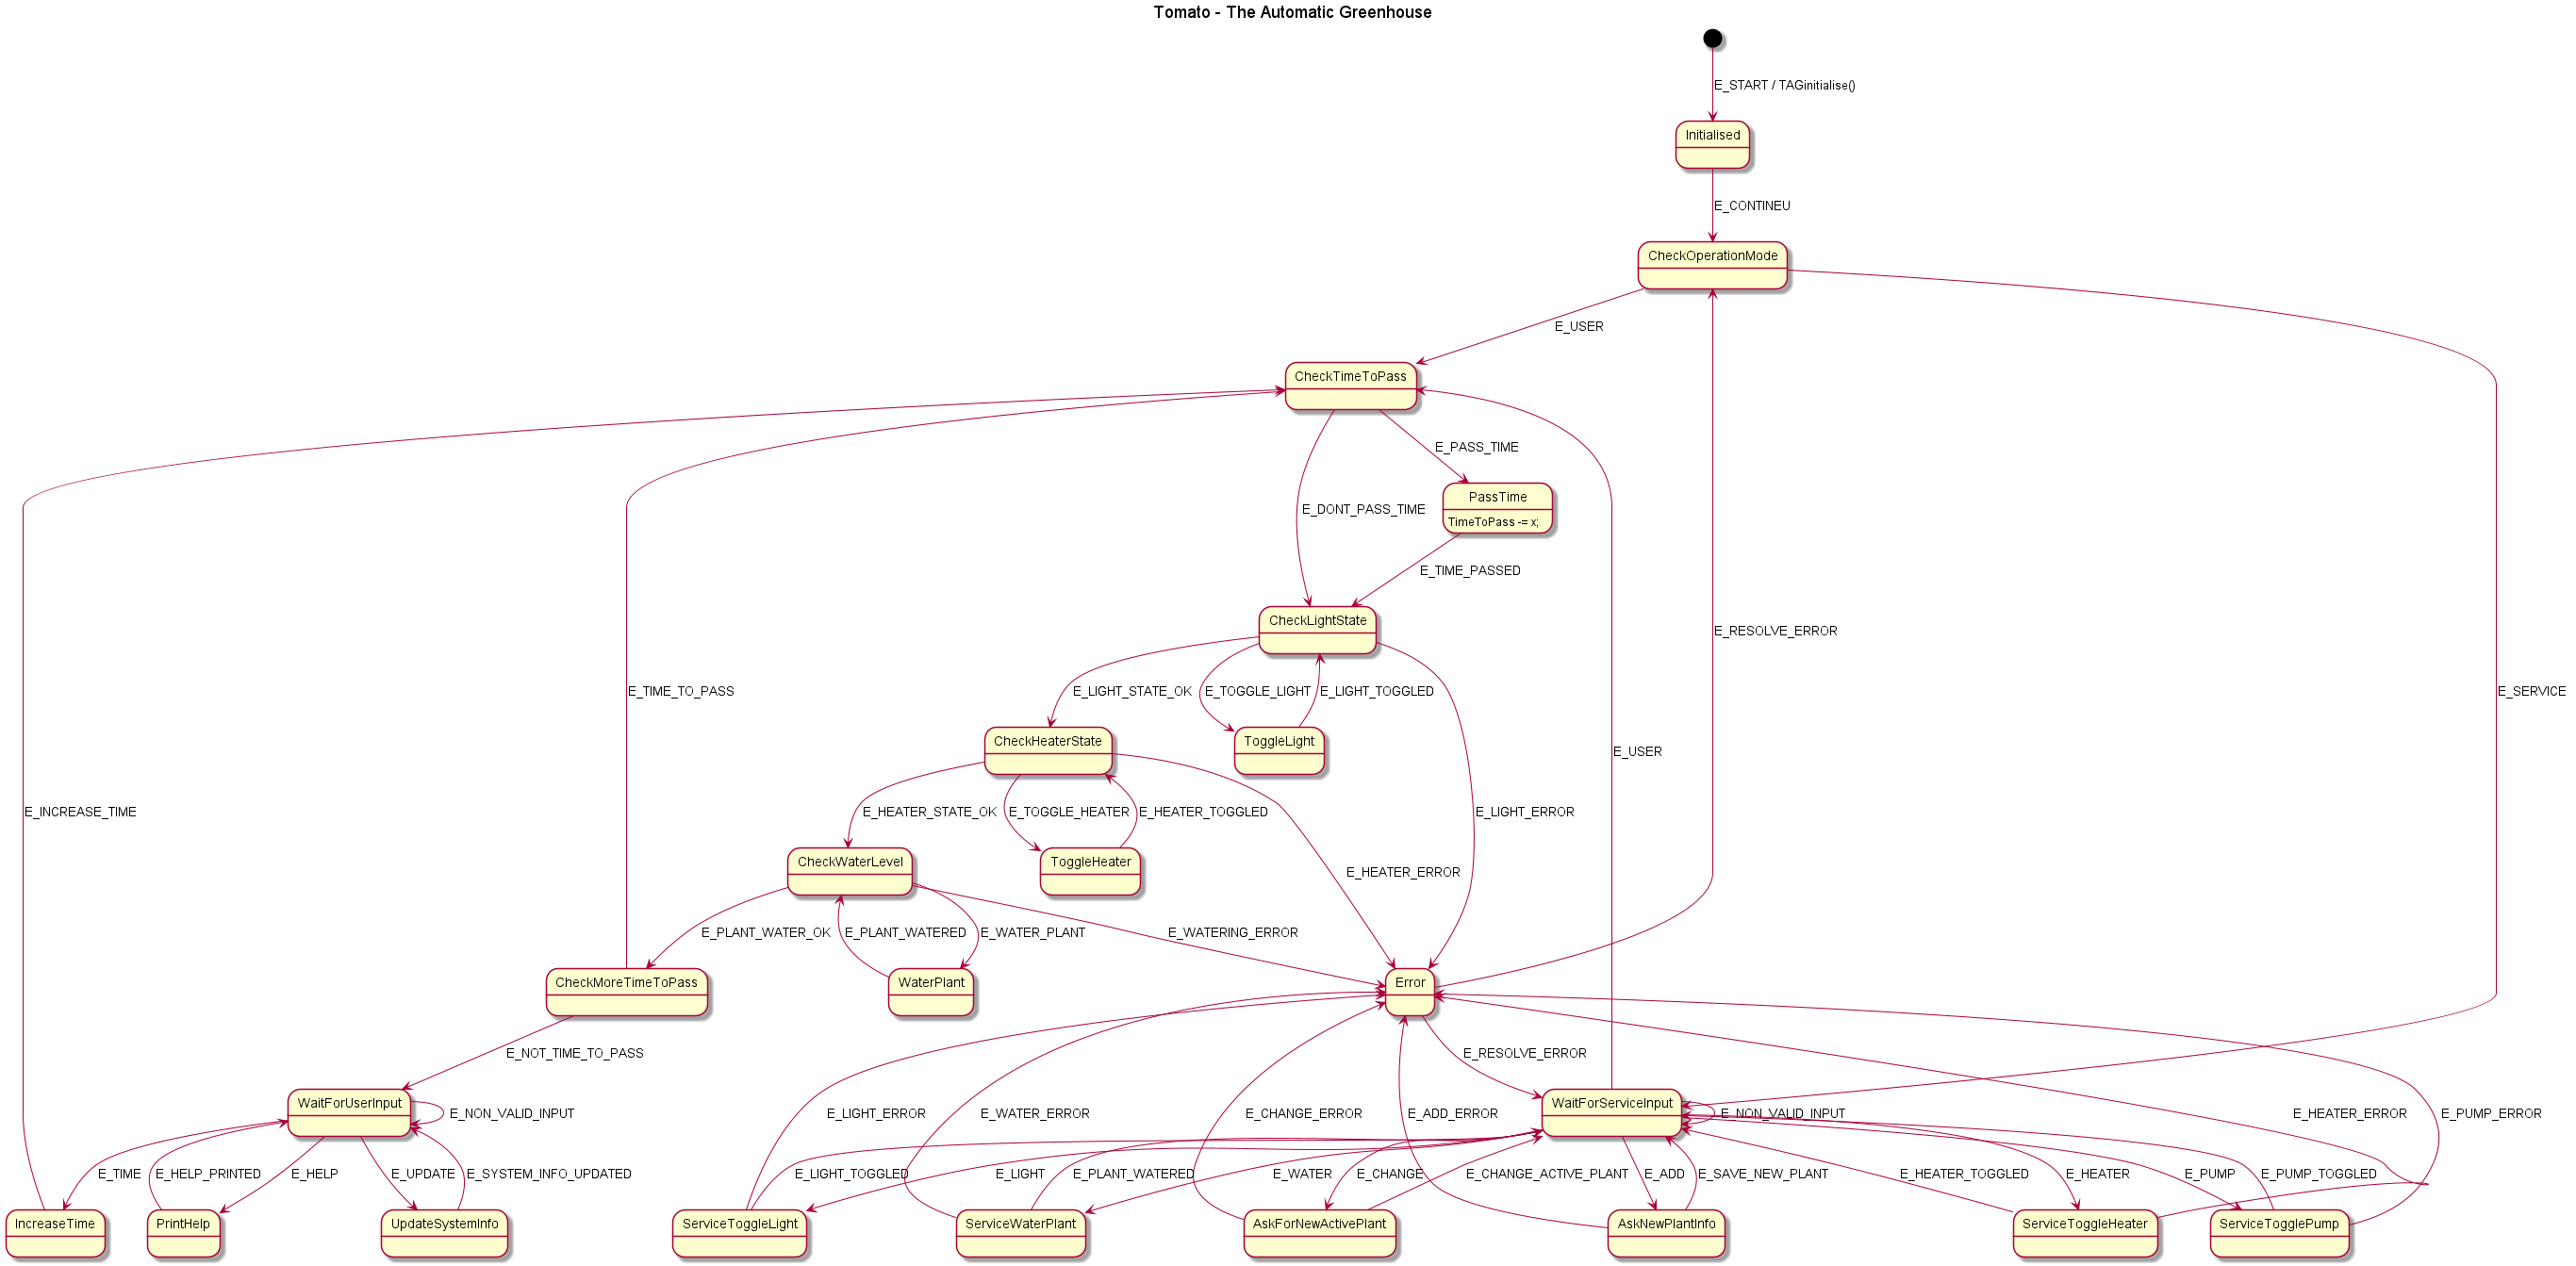 Tomato - The Automatic Greenhouse
E_START / TAGinitialise()
Initialised
E_CONTINEU
CheckOperationMode
E_USER
CheckTimeToPass
E_PASS_TIME
PassTime
E_DONT_PASS_TIME
TimeToPass -= x;
E_TIME_PASSED
CheckLightState
E_RESOLVE_ERROR
E_TIME_TO_PASS
E_LIGHT_STATE_OK
E_TOGGLE_LIGHT
E_LIGHT_TOGGLED
E_SERVICE
CheckHeaterState
ToggleLight
E_USER
E_INCREASE_TIME
E_HEATER_STATE_OK
E_TOGGLE_HEATER
E_HEATER_TOGGLED
E_LIGHT_ERROR
CheckWaterLevel
ToggleHeater
E_HEATER_ERROR
E_PLANT_WATER_OK
E_PLANT_WATERED
E_WATER_PLANT
E_WATERING_ERROR
CheckMoreTimeToPass
WaterPlant
Error
E_NOT_TIME_TO_PASS
E_RESOLVE_ERROR
WaitForUserInput
E_NON_VALID_INPUT
E_LIGHT_ERROR
E_WATER_ERROR
E_CHANGE_ERROR
E_ADD_ERROR
WaitForServiceInput
E_NON_VALID_INPUT
E_HEATER_ERROR
E_PUMP_ERROR
E_TIME
E_HELP_PRINTED
E_HELP
E_UPDATE
E_SYSTEM_INFO_UPDATED
E_LIGHT_TOGGLED
E_LIGHT
E_PLANT_WATERED
E_WATER
E_CHANGE
E_CHANGE_ACTIVE_PLANT
E_ADD
E_SAVE_NEW_PLANT
E_HEATER_TOGGLED
E_HEATER
E_PUMP
E_PUMP_TOGGLED
IncreaseTime
PrintHelp
UpdateSystemInfo
ServiceToggleLight
ServiceWaterPlant
AskForNewActivePlant
AskNewPlantInfo
ServiceToggleHeater
ServiceTogglePump